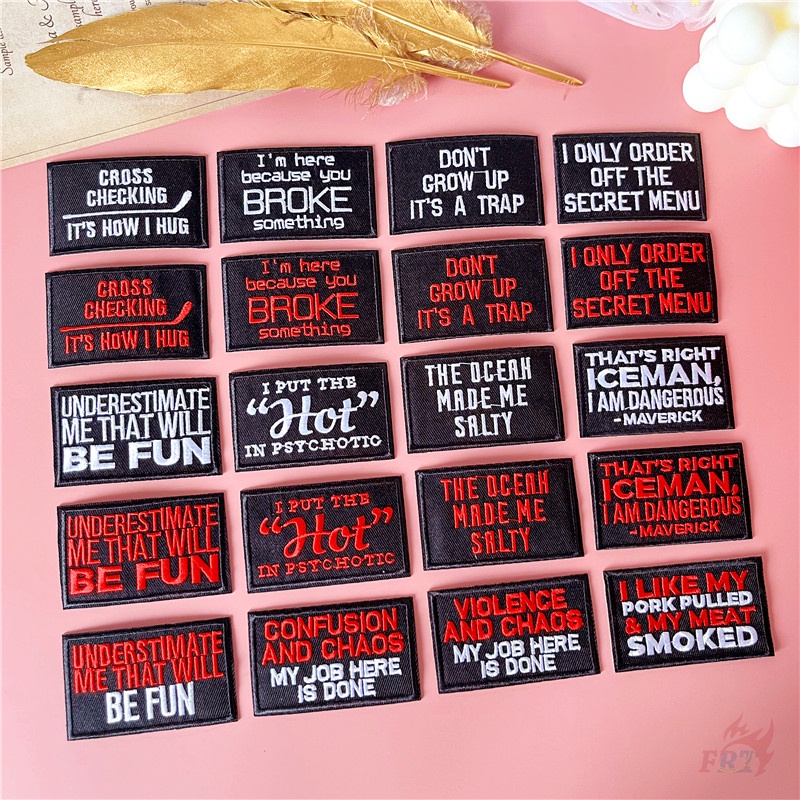 CROSS
CHECKING
IT'S HOW I HUG
I'm here
because you
BROKE
something
DON'T
GROW UP
IT'S A TRAP
I ONLY ORDER
OFF THE
SECRET MENU
CROSS
CHECKING
IT'S HOW I HUG
I'm here
because you
BROKE
something
DON'T
GROW UP
IT'S A TRAP
I ONLY ORDER
OFF THE
SECRET MENU
UNDERESTIMATE
ME THAT WILL
BE FUN
I PUT THE
"Hot"
IN PSYCHOTIC
THE OCEAN
MADE ME
SALTY
THAT'S RIGHT
ICEMAN,
I AM DANGEROUS
-MAVERICK
UNDERESTIMATE
ME THAT WILL
BE FUN
I PUT THE
"Hot"
IN PSYCHOTIC
THE OCEAN
MADE ME
SALTY
THAT'S RIGHT
ICEMAN,
I AM DANGEROUS
-MAVERICK
UNDERSTIMATE
ME THAT WILL
BE FUN
CONFUSION
AND CHAOS
MY JOB HERE
IS DONE
VIOLENCE
AND CHAOS
MY JOB HERE
IS DONE
I LIKE MY
PORK PULLED
& MY MEAT
SMOKED
FRT